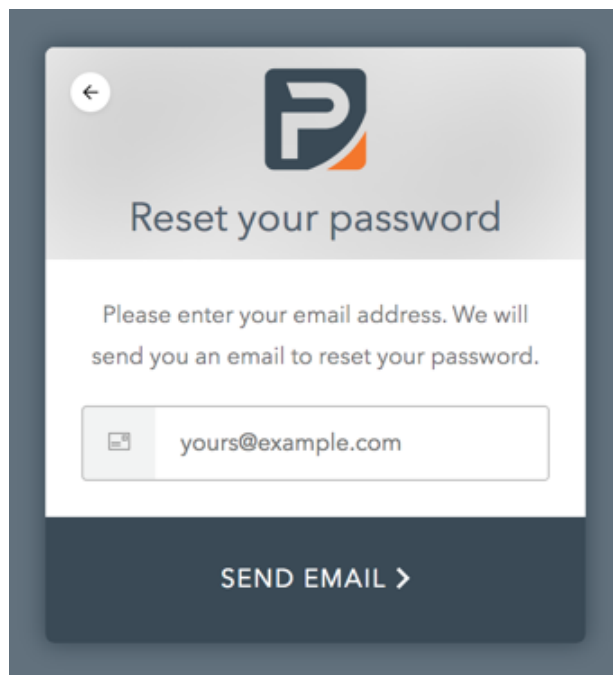 Reset your password
Please enter your email address. We will
send you an email to reset your password.
yours@example.com
SEND EMAIL